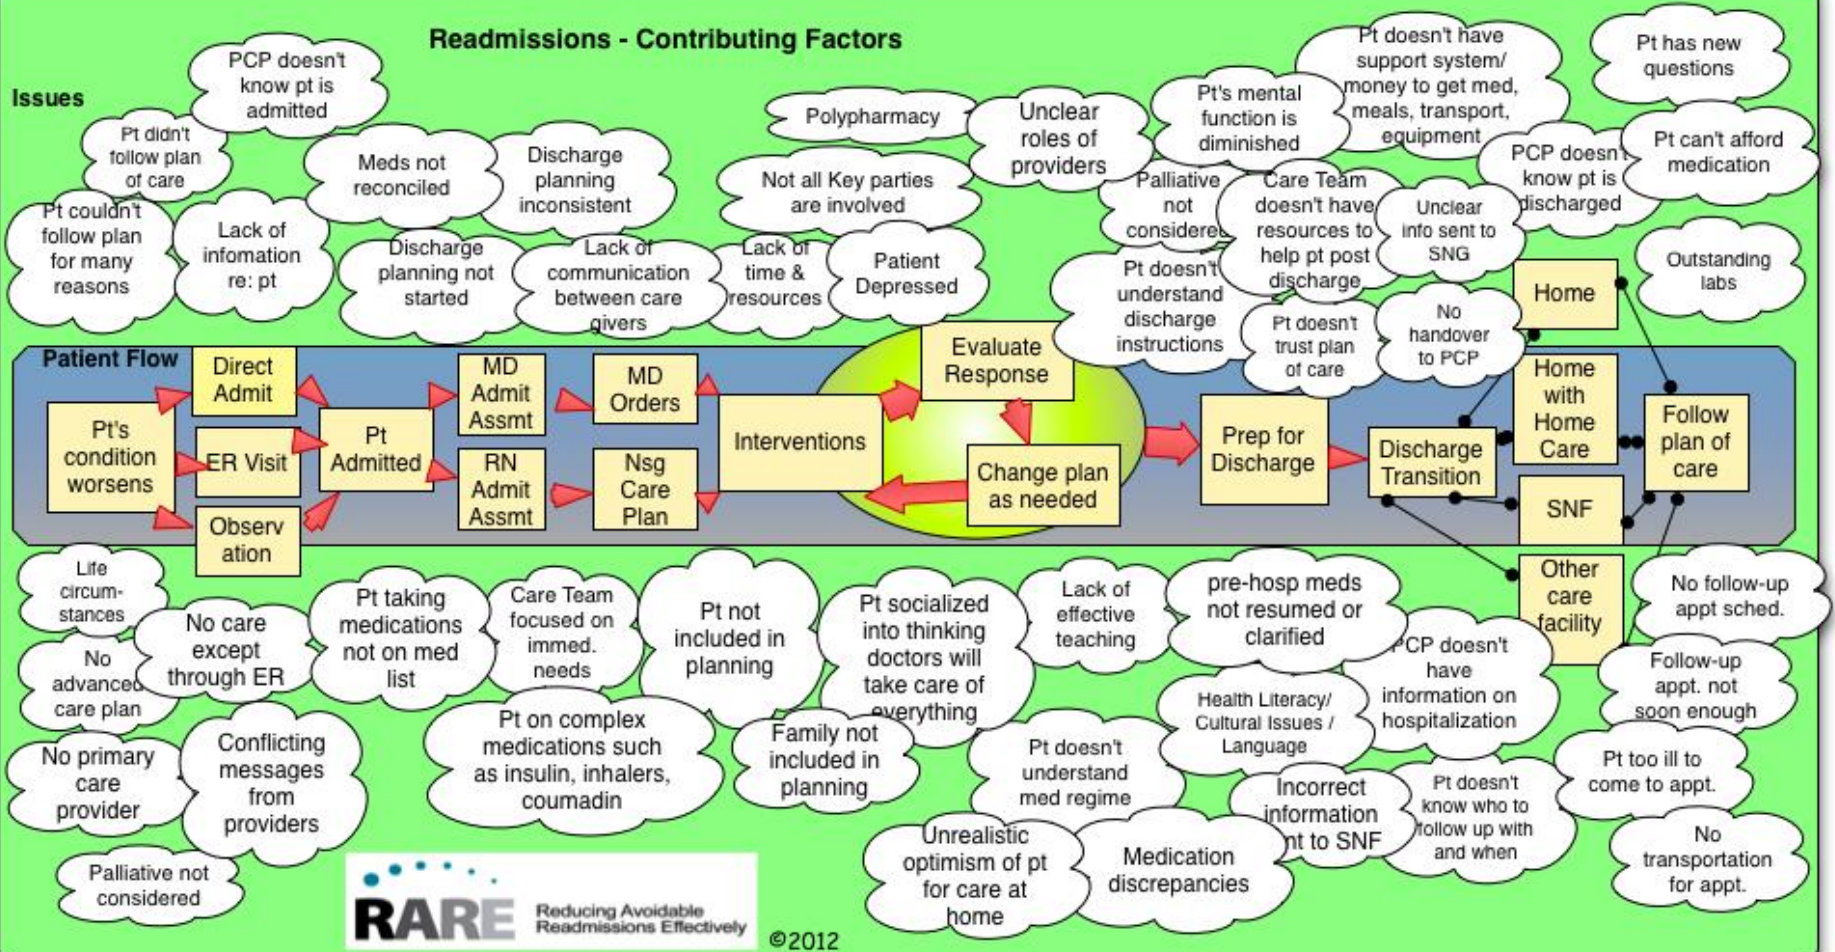 Readmissions - Contributing Factors
Issues
PCP doesn't
know pt is
admitted
Pt didn't
follow plan
of care
Pt couldn't
follow plan
for many
reasons
Lack of
infomation
re: pt
Meds not
reconciled
Discharge
planning
inconsistent
Discharge
planning not
started
Lack of
communication
between care
givers
Lack of
time &
resources
Polypharmacy
Not all Key parties
are involved
Patient
Depressed
Unclear
roles of
providers
Pt's mental
function is
diminished
Pt doesn't have
support system/
money to get med,
meals, transport,
equipment
Pt has new
questions
Palliative
not
considered
Care Team
doesn't have
resources to
help pt post
discharge
Unclear
info sent to
SNG
PCP doesn't
know pt is
discharged
Pt can't afford
medication
Pt doesn't
understand
discharge
instructions
Pt doesn't
trust plan
of care
No
handover
to PCP
Outstanding
labs
Patient Flow
Pt's
condition
worsens
Direct
Admit
ER Visit
Observ
ation
Pt
Admitted
MD
Admit
Assmt
RN
Admit
Assmt
MD
Orders
Nsg
Care
Plan
Interventions
Evaluate
Response
Change plan
as needed
Prep for
Discharge
Discharge
Transition
Home
Home
with
Home
Care
SNF
Other
care
facility
Follow
plan of
care
Life
circum-
stances
No
advanced
care plan
No care
except
through ER
No primary
care
provider
Conflicting
messages
from
providers
Palliative not
considered
Pt taking
medications
not on med
list
Care Team
focused on
immed.
needs
Pt on complex
medications such
as insulin, inhalers,
coumadin
Pt not
included in
planning
Family not
included in
planning
Pt socialized
into thinking
doctors will
take care of
everything
Lack of
effective
teaching
pre-hosp meds
not resumed or
clarified
Pt doesn't
understand
med regime
Health Literacy/
Cultural Issues /
Language
PCP doesn't
have
information on
hospitalization
Unrealistic
optimism of pt
for care at
home
Medication
discrepancies
Incorrect
information
nt to SNF
Pt doesn't
know who to
follow up with
and when
No follow-up
appt sched.
Follow-up
appt. not
soon enough
Pt too ill to
come to appt.
No
transportation
for appt.
RARE
Reducing Avoidable
Readmissions Effectively
©2012